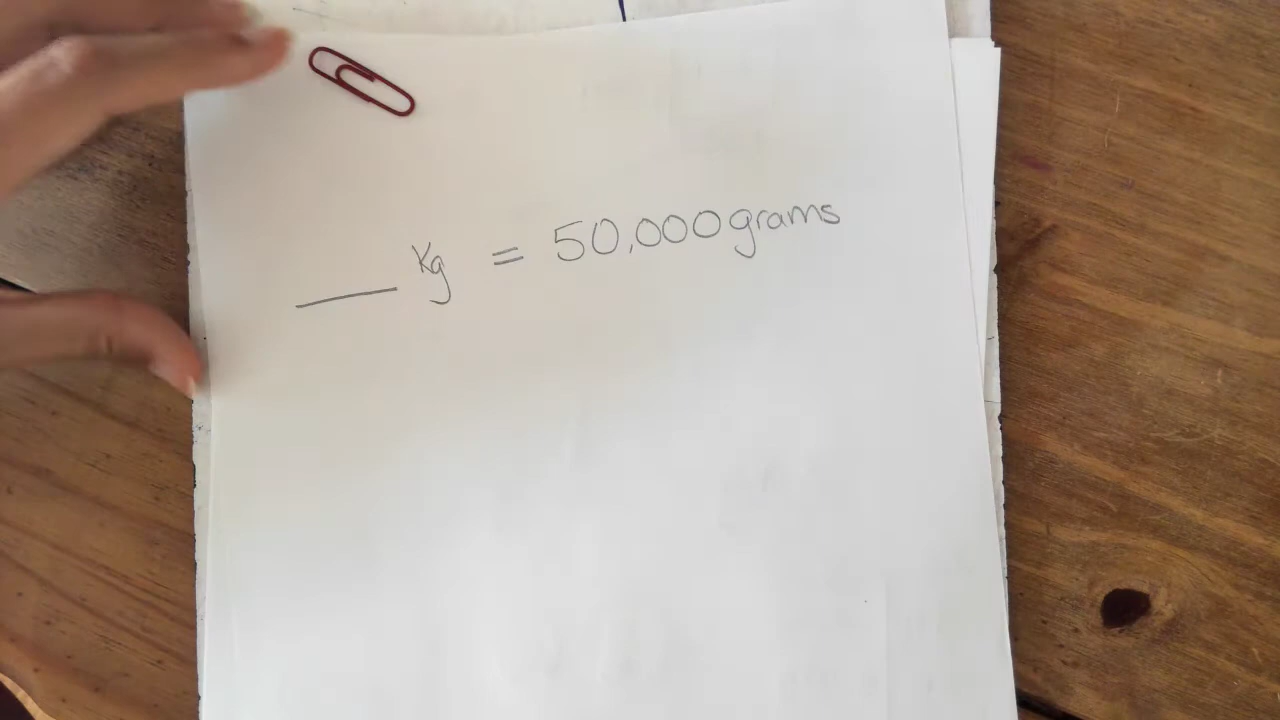 ___ Kg = 50,000 grams